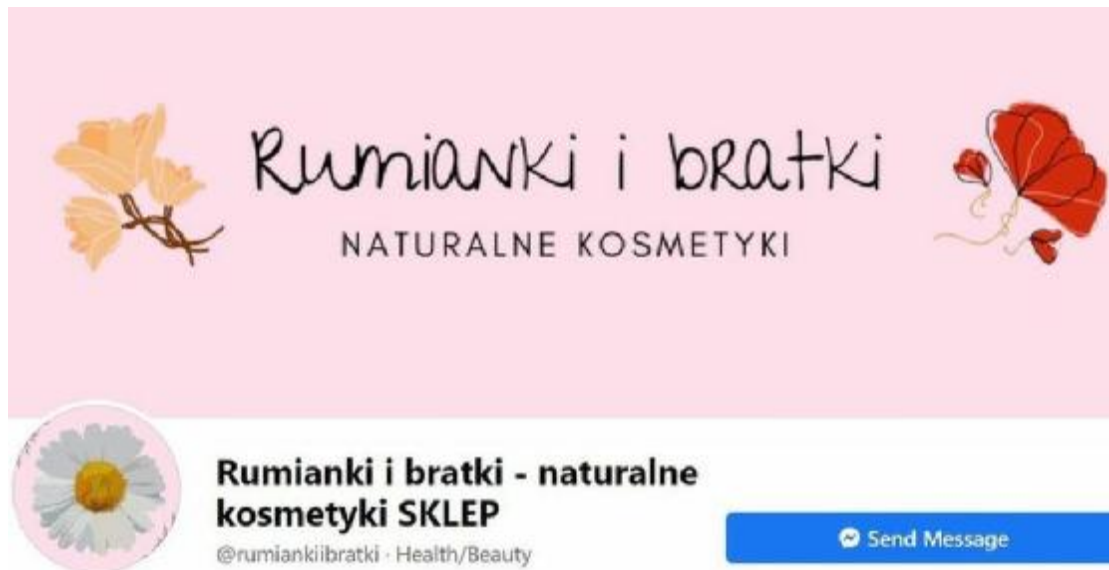 Rumianki i bratki
NATURALNE KOSMETYKI
Rumianki i bratki - naturalne
kosmetyki SKLEP
@rumiankiibratki · Health/Beauty
Send Message